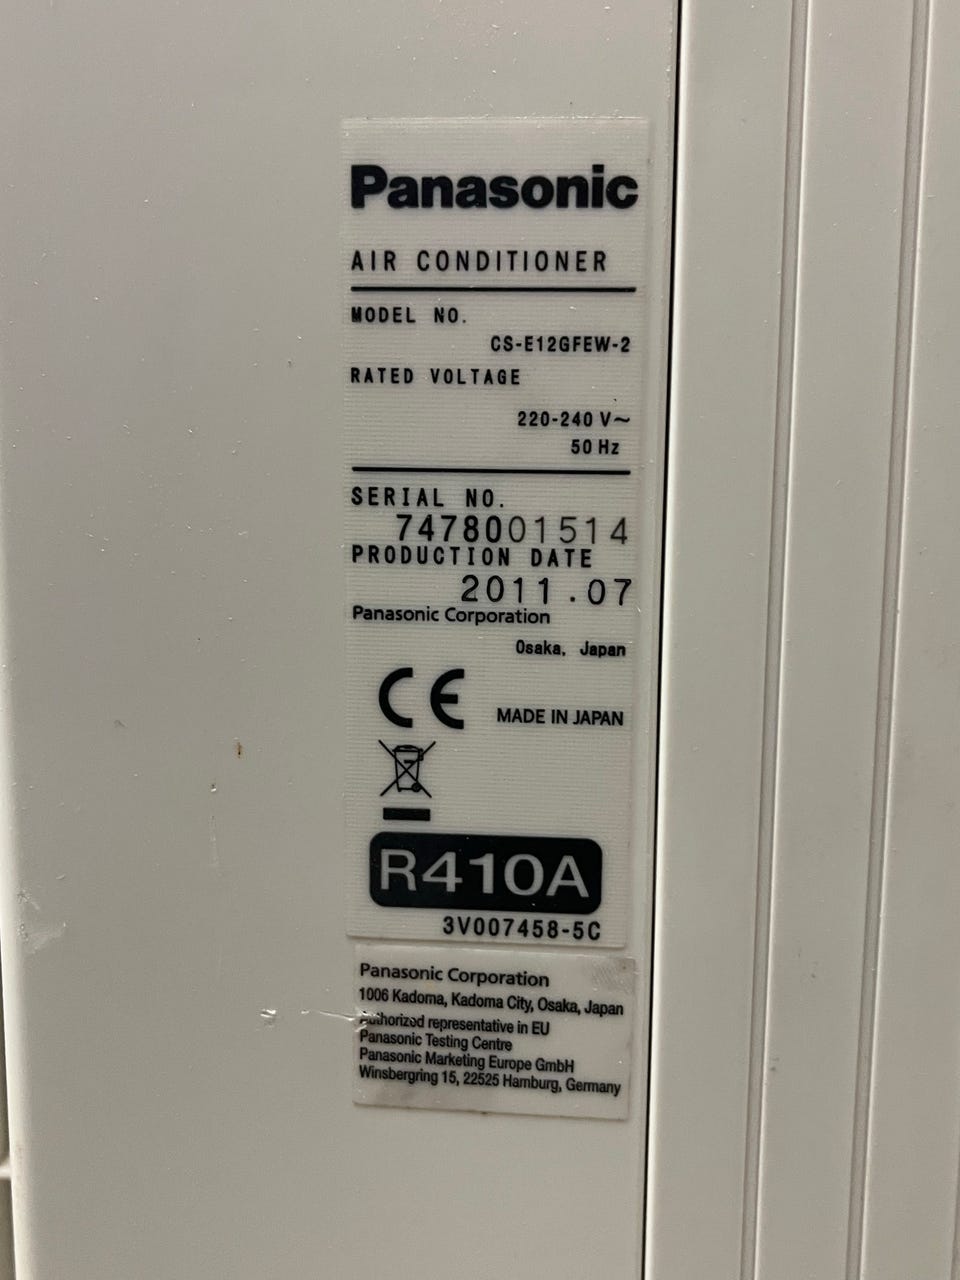 Panasonic
AIR CONDITIONER
MODEL NO.
CS-E12GFEW-2
RATED VOLTAGE
220-240 V~
50 Hz
SERIAL NO.
7478001514
PRODUCTION DATE
2011.07
Panasonic Corporation
Osaka, Japan
CE MADE IN JAPAN
R410A
3V007458-5C
Panasonic Corporation
1006 Kadoma, Kadoma City, Osaka, Japan
Authorized representative in EU
Panasonic Testing Centre
Panasonic Marketing Europe GmbH
Winsbergring 15, 22525 Hamburg, Germany